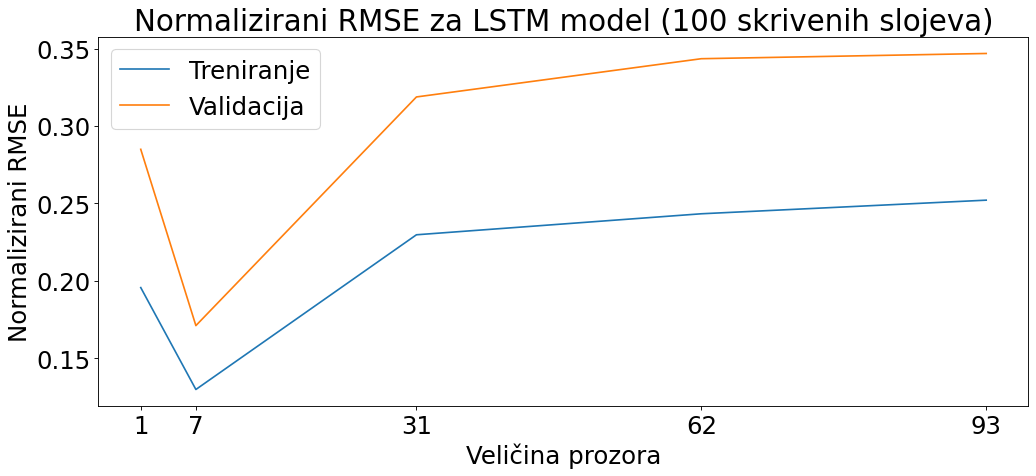 Normalizirani RMSE za LSTM model (100 skrivenih slojeva)
Normalizirani RMSE
0.35
0.30
0.25
0.20
0.15
Treniranje
Validacija
1 7 31 62 93
Veličina prozora